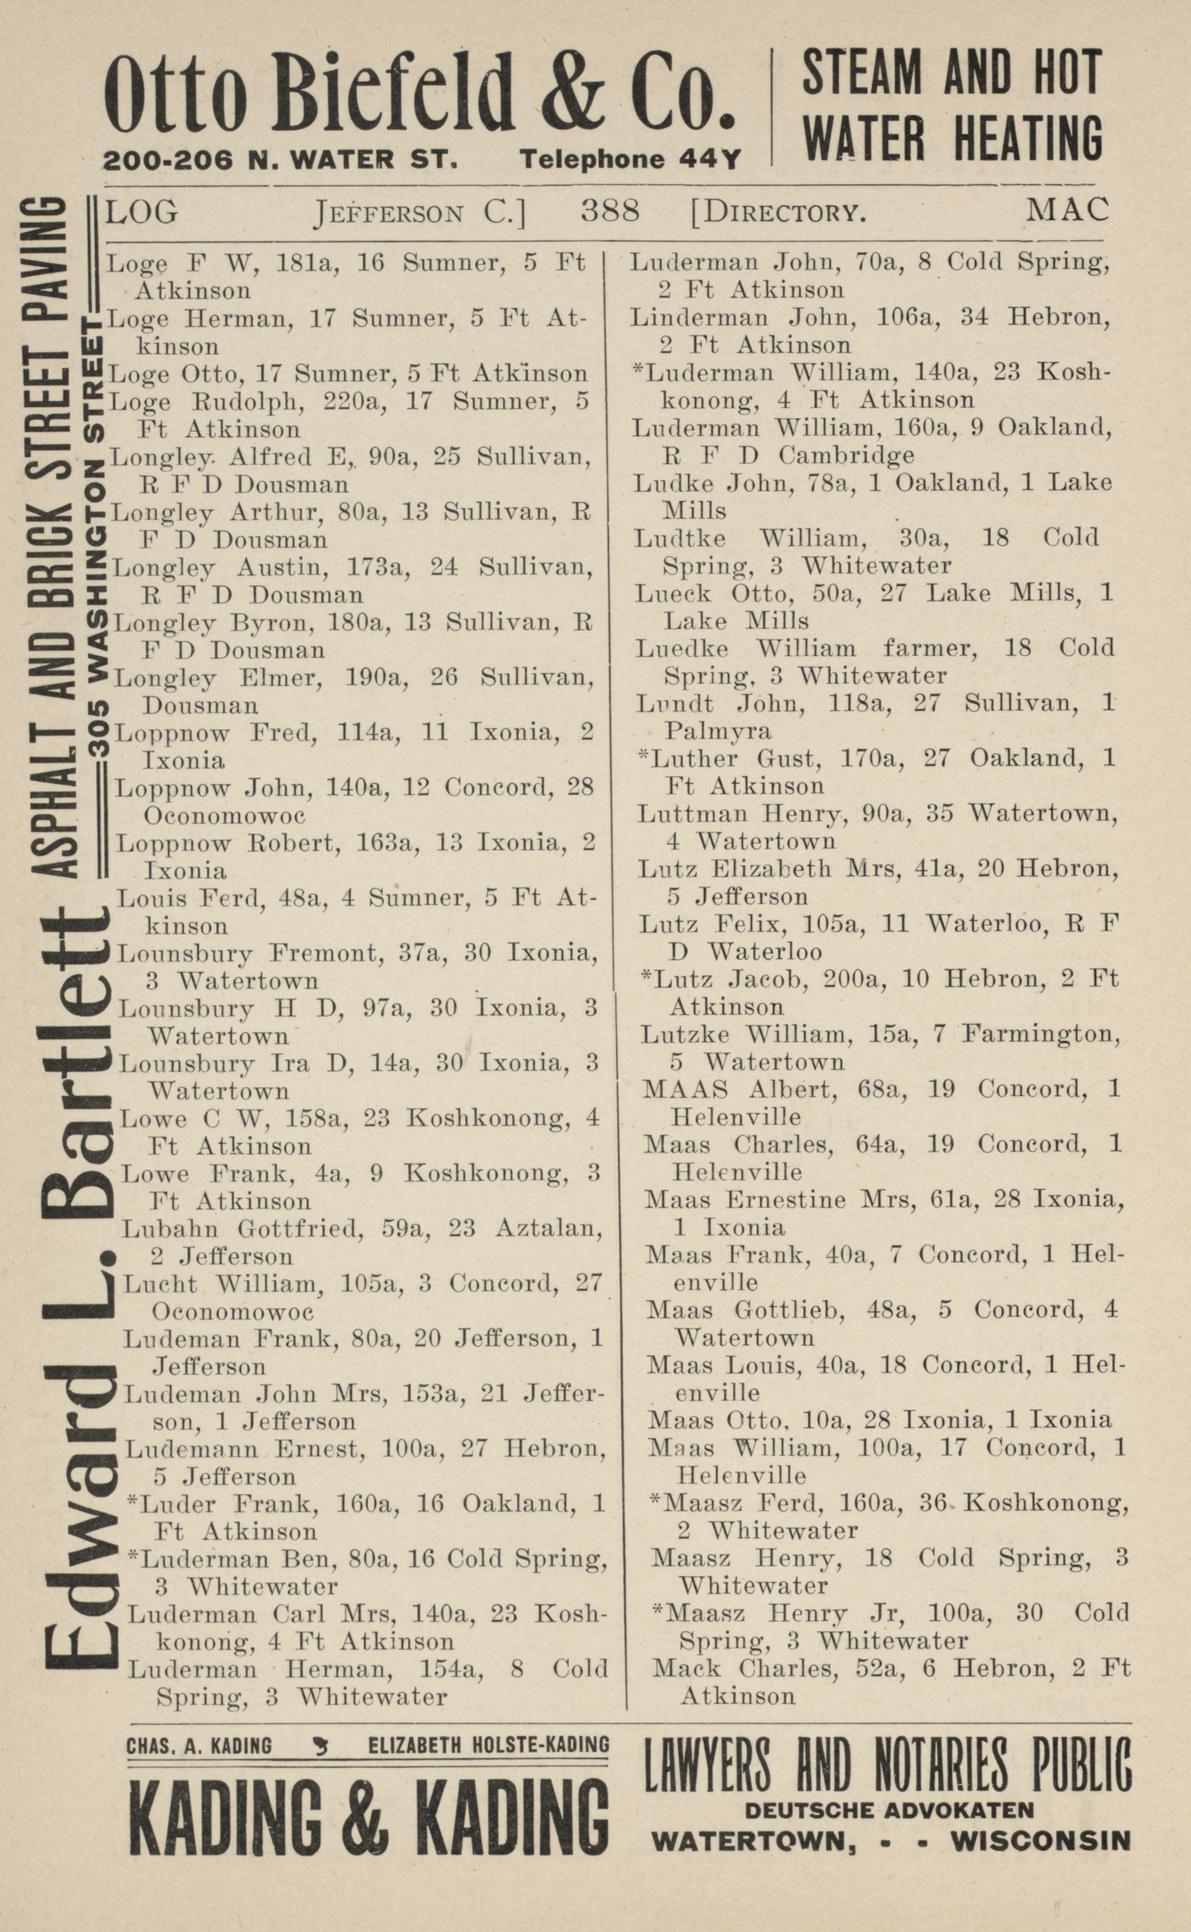 Otto Biefeld & Co.
200-206 N. WATER ST. Telephone 44Y
STEAM AND HOT
WATER HEATING
LOG JEFFERSON C.] 388 [DIRECTORY. MAC
Edward L. Bartlett ASPHALT AND BRICK STREET PAVING
305 WASHINGTON STREET
Loge F W, 181a, 16 Sumner, 5 Ft
Atkinson
Loge Herman, 17 Sumner, 5 Ft At-
kinson
Loge Otto, 17 Sumner, 5 Ft Atkinson
Loge Rudolph, 220a, 17 Sumner, 5
Ft Atkinson
Longley Alfred E, 90a, 25 Sullivan,
R F D Dousman
Longley Arthur, 80a, 13 Sullivan, R
F D Dousman
Longley Austin, 173a, 24 Sullivan,
R F D Dousman
Longley Byron, 180a, 13 Sullivan, R
F D Dousman
Longley Elmer, 190a, 26 Sullivan,
Dousman
Loppnow Fred, 114a, 11 Ixonia, 2
Ixonia
Loppnow John, 140a, 12 Concord, 28
Oconomowoc
Loppnow Robert, 163a, 13 Ixonia, 2
Ixonia
Louis Ferd, 48a, 4 Sumner, 5 Ft At-
kinson
Lounsbury Fremont, 37a, 30 Ixonia,
3 Watertown
Lounsbury H D, 97a, 30 Ixonia, 3
Watertown
Lounsbury Ira D, 14a, 30 Ixonia, 3
Watertown
Lowe C W, 158a, 23 Koshkonong, 4
Ft Atkinson
Lowe Frank, 4a, 9 Koshkonong, 3
Ft Atkinson
Lubahn Gottfried, 59a, 23 Aztalan,
2 Jefferson
Lucht William, 105a, 3 Concord, 27
Oconomowoc
Ludeman Frank, 80a, 20 Jefferson, 1
Jefferson
Ludeman John Mrs, 153a, 21 Jeffer-
son, 1 Jefferson
Ludemann Ernest, 100a, 27 Hebron,
5 Jefferson
*Luder Frank, 160a, 16 Oakland, 1
Ft Atkinson
*Luderman Ben, 80a, 16 Cold Spring,
3 Whitewater
Luderman Carl Mrs, 140a, 23 Kosh-
konong, 4 Ft Atkinson
Luderman Herman, 154a, 8 Cold
Spring, 3 Whitewater
Luderman John, 70a, 8 Cold Spring,
2 Ft Atkinson
Linderman John, 106a, 34 Hebron,
2 Ft Atkinson
*Luderman William, 140a, 23 Kosh-
konong, 4 Ft Atkinson
Luderman William, 160a, 9 Oakland,
R F D Cambridge
Ludke John, 78a, 1 Oakland, 1 Lake
Mills
Ludtke William, 30a, 18 Cold
Spring, 3 Whitewater
Lueck Otto, 50a, 27 Lake Mills, 1
Lake Mills
Luedke William farmer, 18 Cold
Spring, 3 Whitewater
Lundt John, 118a, 27 Sullivan, 1
Palmyra
*Luther Gust, 170a, 27 Oakland, 1
Ft Atkinson
Luttman Henry, 90a, 35 Watertown,
4 Watertown
Lutz Elizabeth Mrs, 41a, 20 Hebron,
5 Jefferson
Lutz Felix, 105a, 11 Waterloo, R F
D Waterloo
*Lutz Jacob, 200a, 10 Hebron, 2 Ft
Atkinson
Lutzke William, 15a, 7 Farmington,
5 Watertown
MAAS Albert, 68a, 19 Concord, 1
Helenville
Maas Charles, 64a, 19 Concord, 1
Helenville
Maas Ernestine Mrs, 61a, 28 Ixonia,
1 Ixonia
Maas Frank, 40a, 7 Concord, 1 Hel-
enville
Maas Gottlieb, 48a, 5 Concord, 4
Watertown
Maas Louis, 40a, 18 Concord, 1 Hel-
enville
Maas Otto, 10a, 28 Ixonia, 1 Ixonia
Maas William, 100a, 17 Concord, 1
Helenville
*Maasz Ferd, 160a, 36 Koshkonong,
2 Whitewater
Maasz Henry, 18 Cold Spring, 3
Whitewater
*Maasz Henry Jr, 100a, 30 Cold
Spring, 3 Whitewater
Mack Charles, 52a, 6 Hebron, 2 Ft
Atkinson
CHAS. A. KADING ELIZABETH HOLSTE-KADING
KADING & KADING
LAWYERS AND NOTARIES PUBLIC
DEUTSCHE ADVOKATEN
WATERTOWN, - - WISCONSIN